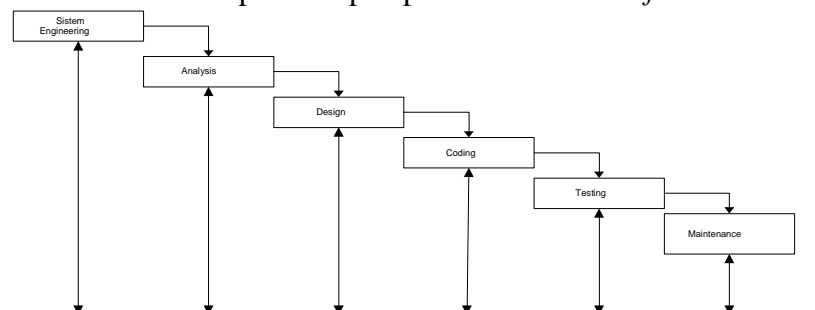 Sistem
Engineering
Analysis
Design
Coding
Testing
Maintenance